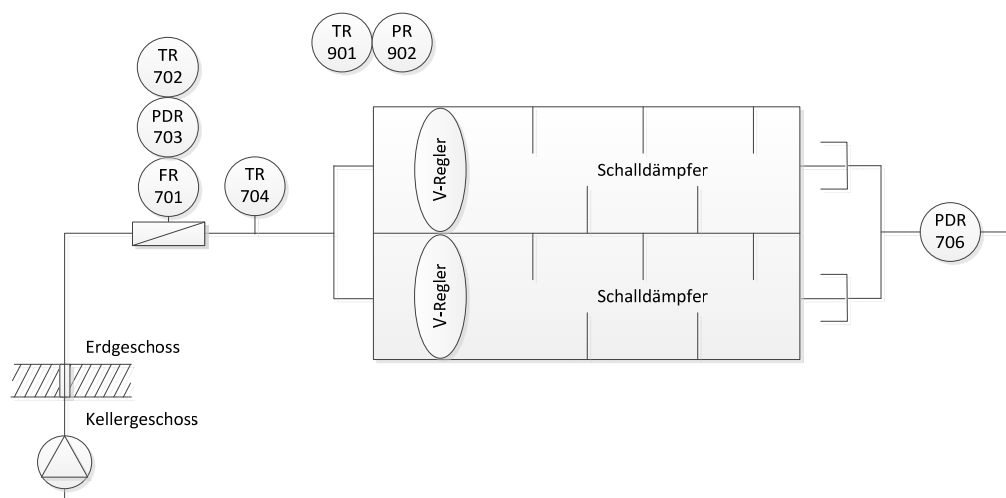 TR
901
PR
902
TR
702
PDR
703
FR
701
TR
704
V-Regler
Schalldämpfer
V-Regler
Schalldämpfer
PDR
706
Erdgeschoss
Kellergeschoss